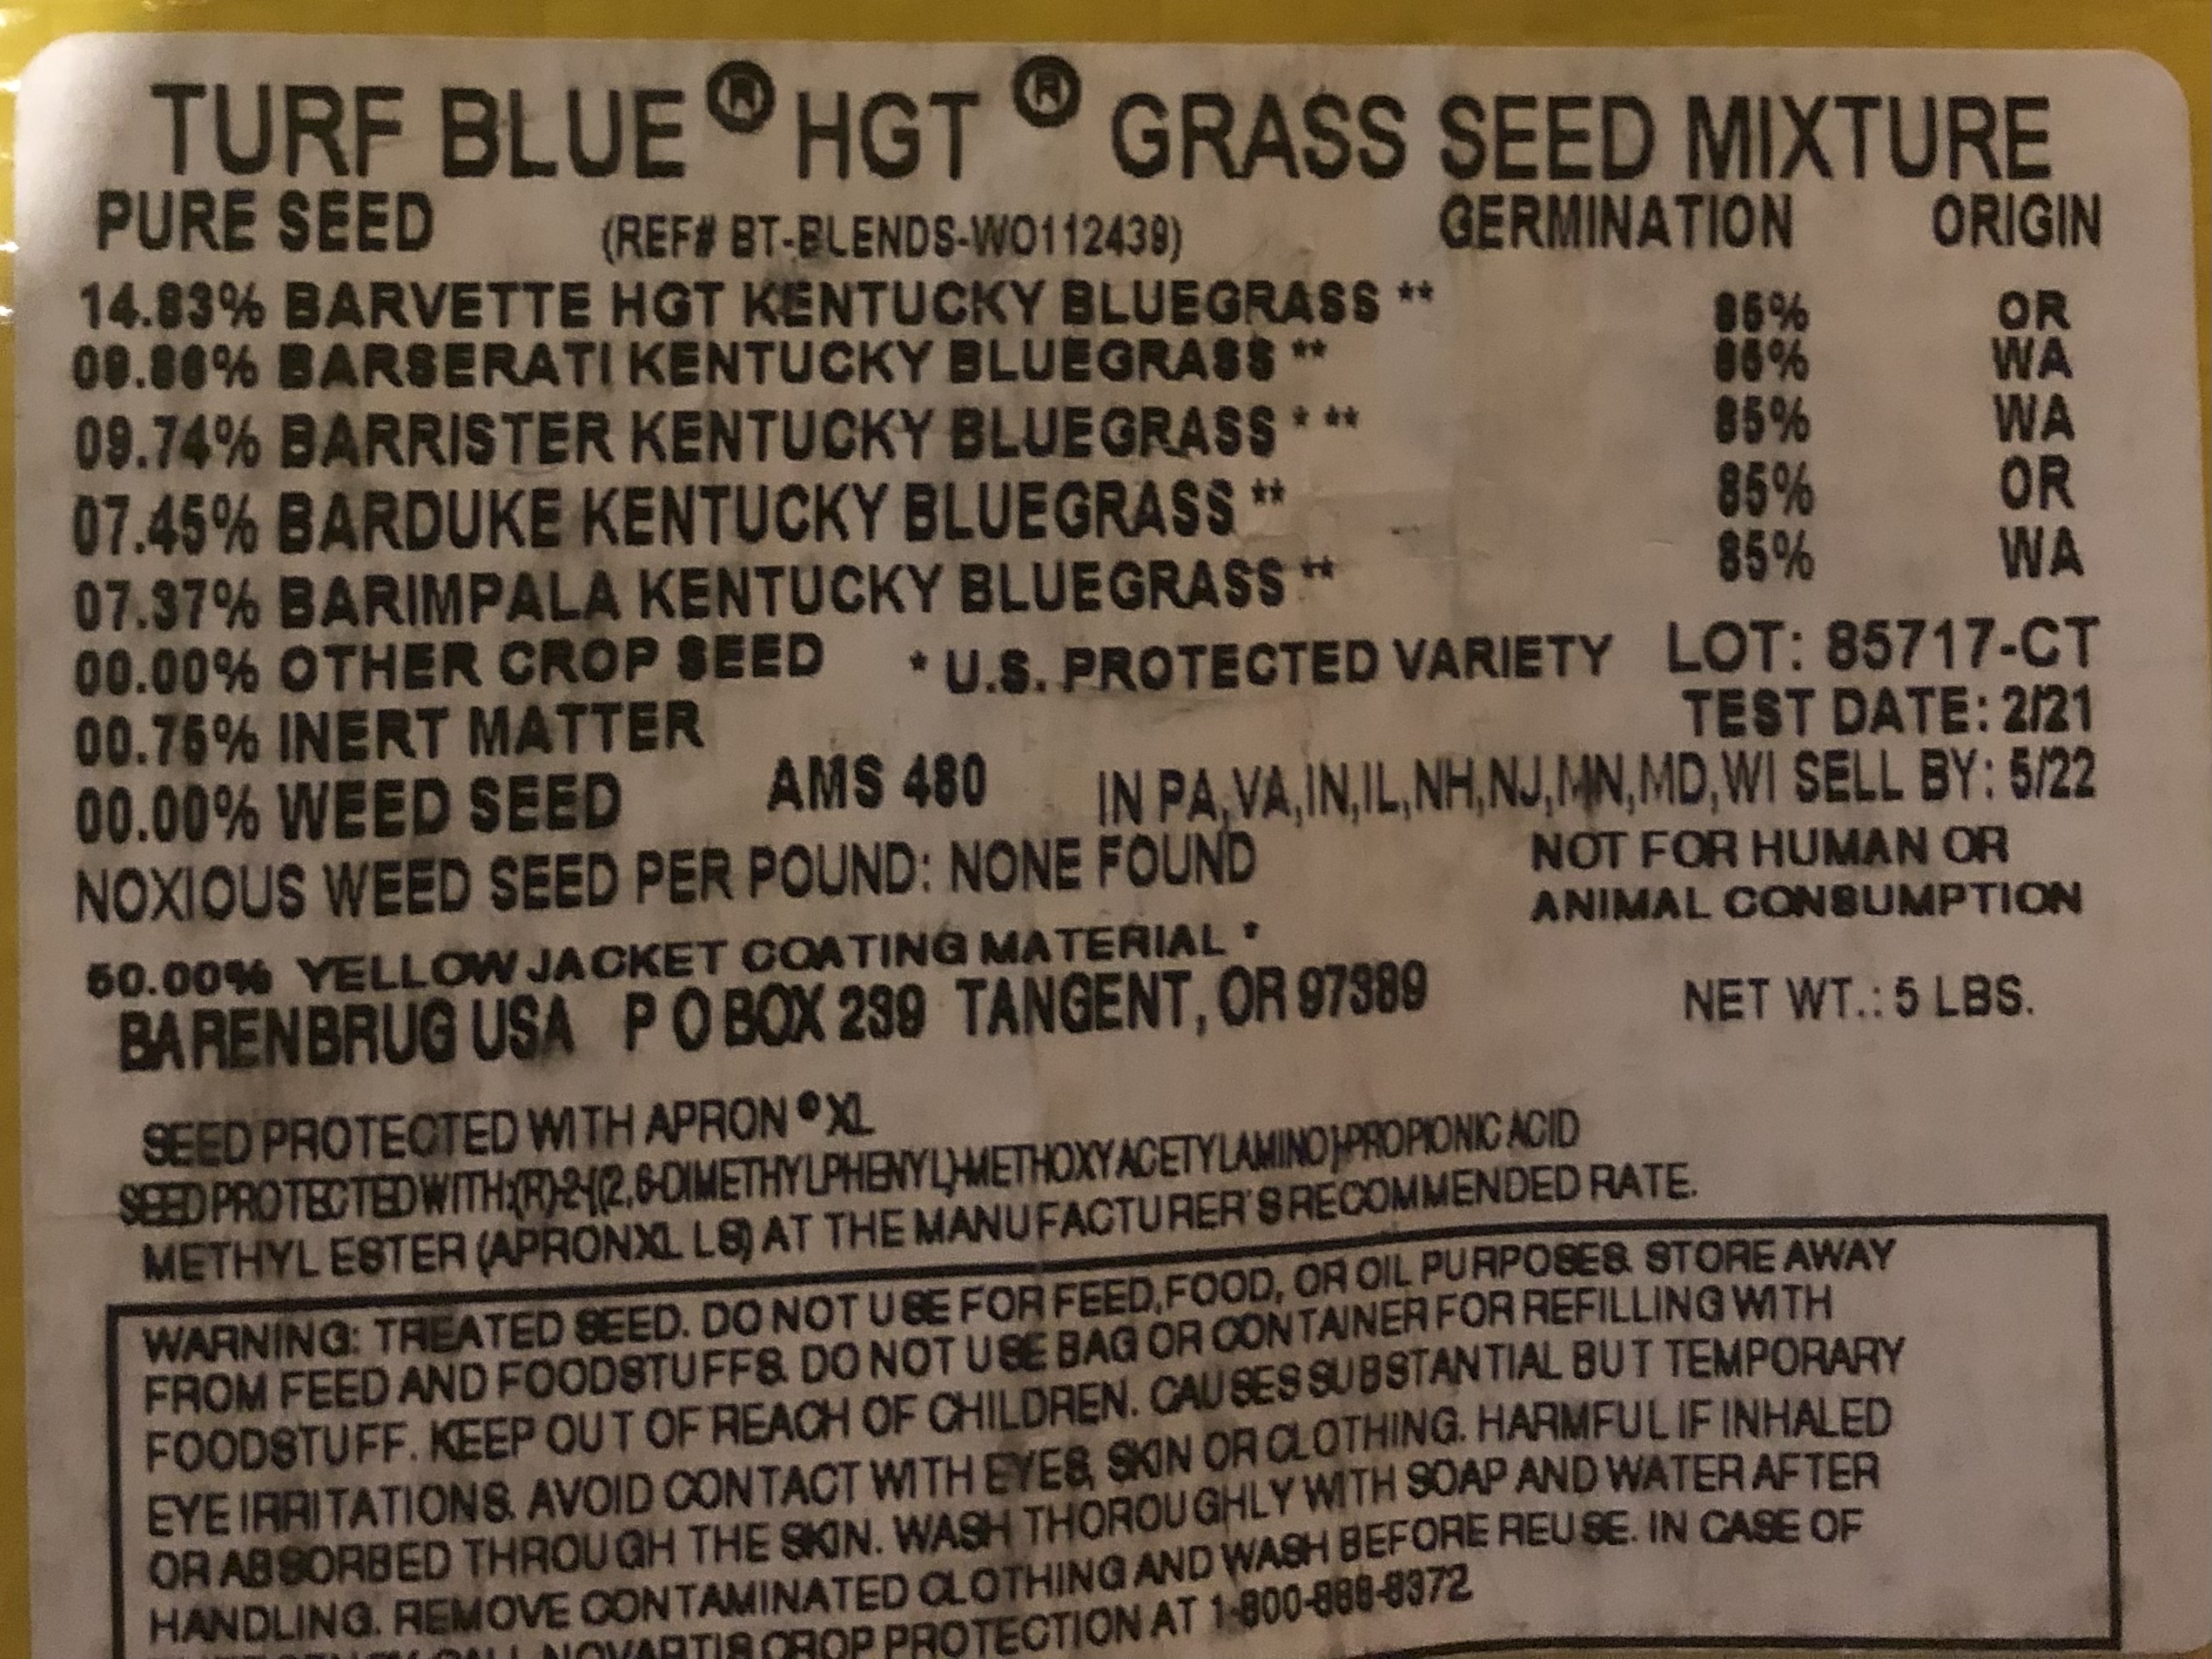 TURF BLUE ® HGT ® GRASS SEED MIXTURE
PURE SEED (REF# BT-BLENDS-WO112439) GERMINATION ORIGIN
14.83% BARVETTE HGT KENTUCKY BLUEGRASS ** 85% OR
09.86% BARSERATI KENTUCKY BLUEGRASS ** 85% WA
09.74% BARRISTER KENTUCKY BLUEGRASS * ** 85% WA
07.45% BARDUKE KENTUCKY BLUEGRASS ** 85% OR
07.37% BARIMPALA KENTUCKY BLUEGRASS ** 85% WA
00.00% OTHER CROP SEED * U.S. PROTECTED VARIETY LOT: 85717-CT
00.75% INERT MATTER TEST DATE: 2/21
00.00% WEED SEED AMS 480 IN PA,VA,IN,IL,NH,NJ,MN,MD,WI SELL BY: 5/22
NOXIOUS WEED SEED PER POUND: NONE FOUND
NOT FOR HUMAN OR
ANIMAL CONSUMPTION
50.00% YELLOW JACKET COATING MATERIAL *
BARENBRUG USA P O BOX 239 TANGENT, OR 97389 NET WT.: 5 LBS.
SEED PROTECTED WITH APRON ® XL
SEED PROTECTED WITH:(R)-2-{(2,6-DIMETHYLPHENYL)-METHOXYACETYLAMINO}-PROPIONIC ACID
METHYL ESTER (APRON XL LS) AT THE MANUFACTURER'S RECOMMENDED RATE.
WARNING: TREATED SEED. DO NOT USE FOR FEED, FOOD, OR OIL PURPOSES. STORE AWAY
FROM FEED AND FOODSTUFFS. DO NOT USE BAG OR CONTAINER FOR REFILLING WITH
FOODSTUFF. KEEP OUT OF REACH OF CHILDREN. CAUSES SUBSTANTIAL BUT TEMPORARY
EYE IRRITATIONS. AVOID CONTACT WITH EYES, SKIN OR CLOTHING. HARMFUL IF INHALED
OR ABSORBED THROUGH THE SKIN. WASH THOROUGHLY WITH SOAP AND WATER AFTER
HANDLING. REMOVE CONTAMINATED CLOTHING AND WASH BEFORE REUSE. IN CASE OF
CALL NOVARTIS CROP PROTECTION AT 1-800-888-8372